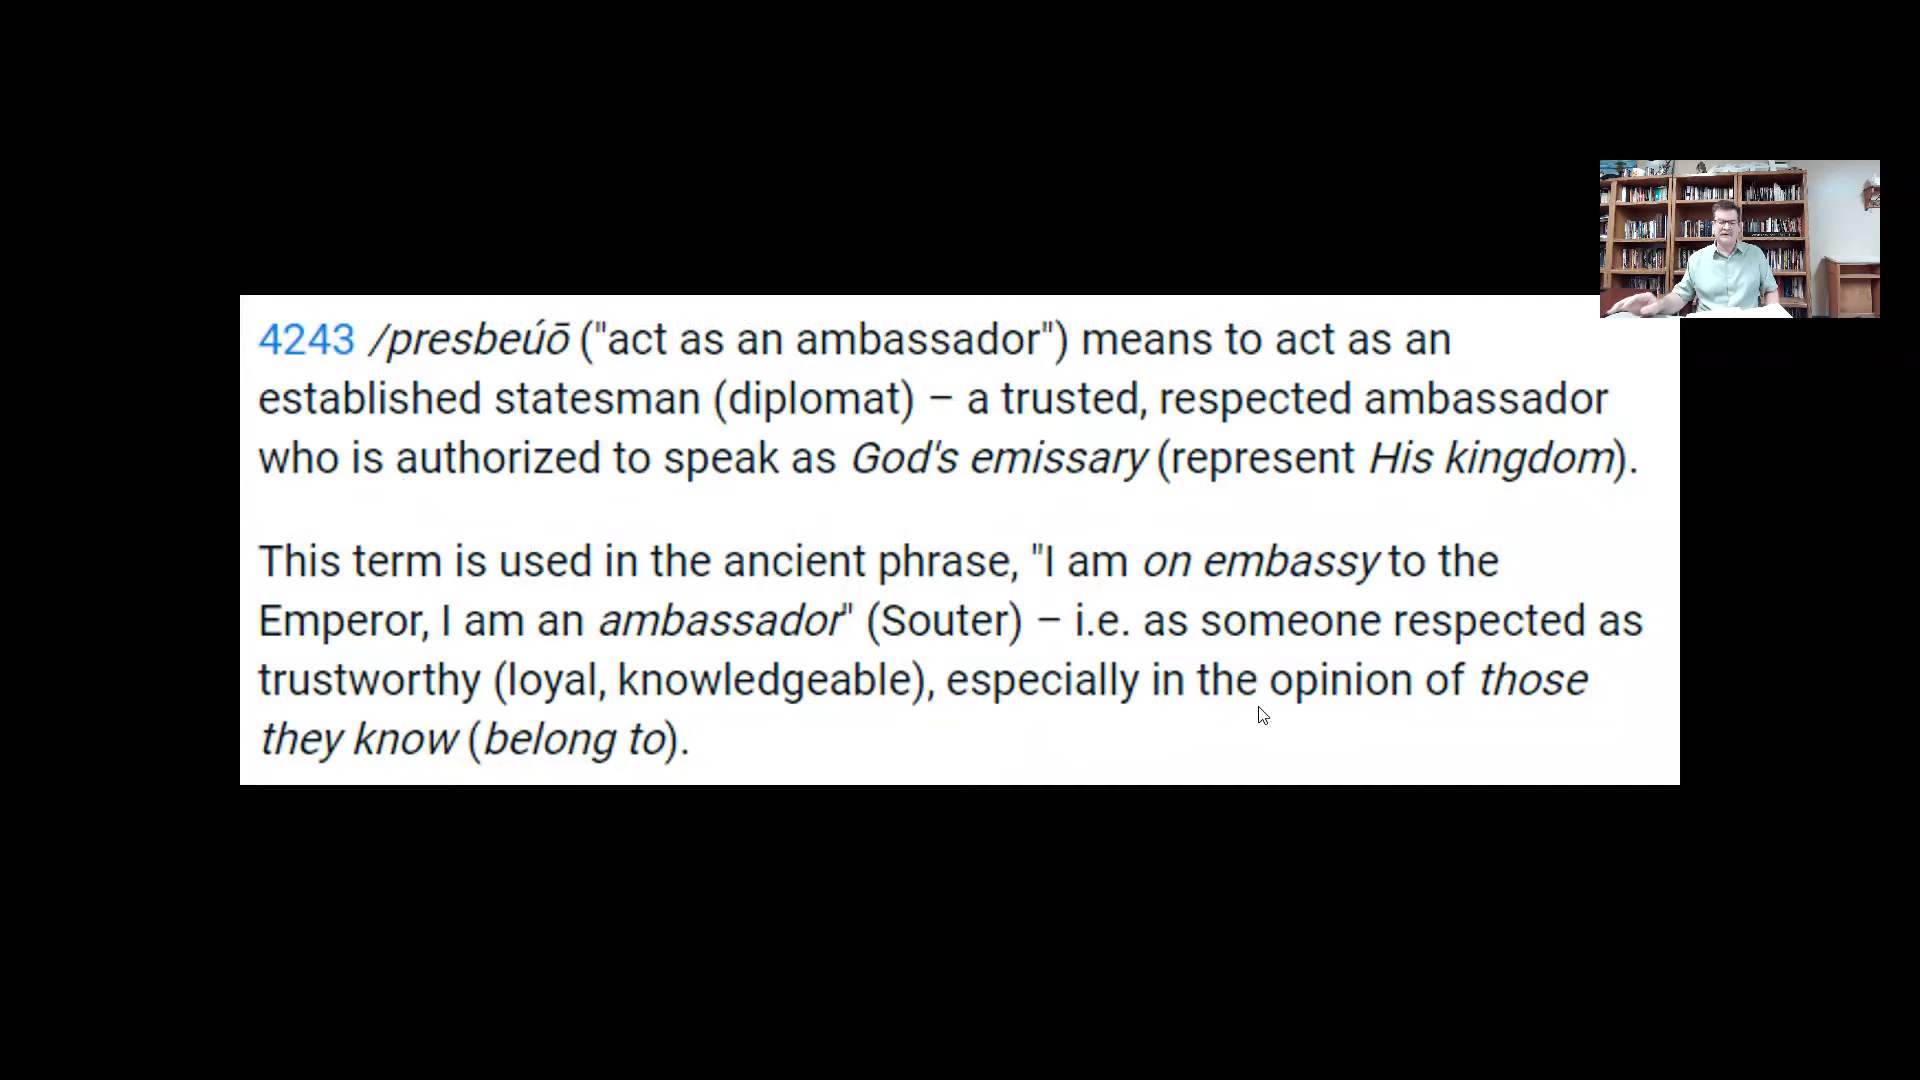 4243 /presbeúō ("act as an ambassador") means to act as an
established statesman (diplomat) – a trusted, respected ambassador
who is authorized to speak as God's emissary (represent His kingdom).
This term is used in the ancient phrase, "I am on embassy to the
Emperor, I am an ambassador" (Souter) – i.e. as someone respected as
trustworthy (loyal, knowledgeable), especially in the opinion of those
they know (belong to).